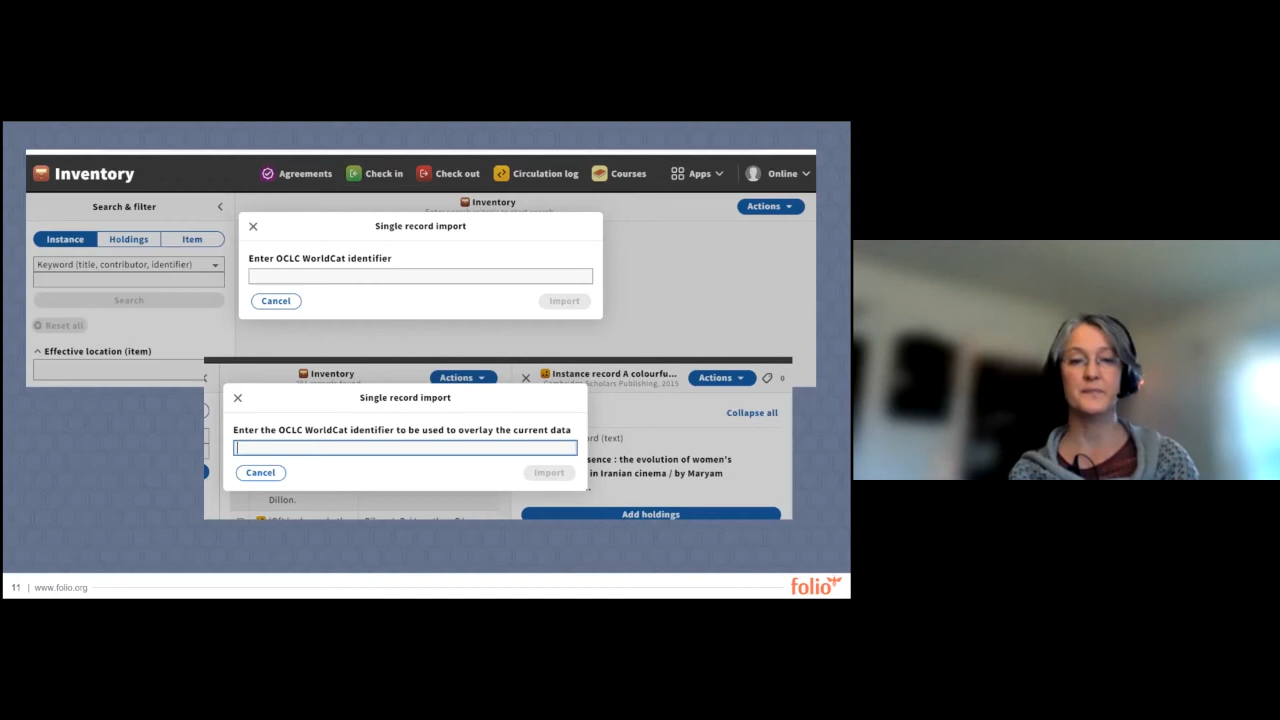 Inventory
Agreements
Check in
Check out
Circulation log
Courses
Apps
Online
Search & filter
Inventory
Actions
Single record import
Instance
Holdings
Item
Enter OCLC WorldCat identifier
Keyword (title, contributor, identifier)
Cancel
Import
Search
Reset all
Effective location (item)
Inventory
Actions
Instance record A colourfu...
Cambridge Scholars Publishing, 2015
Actions
0
Single record import
Collapse all
Enter the OCLC WorldCat identifier to be used to overlay the current data
rd (text)
sence : the evolution of women's
in Iranian cinema / by Maryam
Cancel
Import
Dillon.
Add holdings
11 | www.folio.org
folio